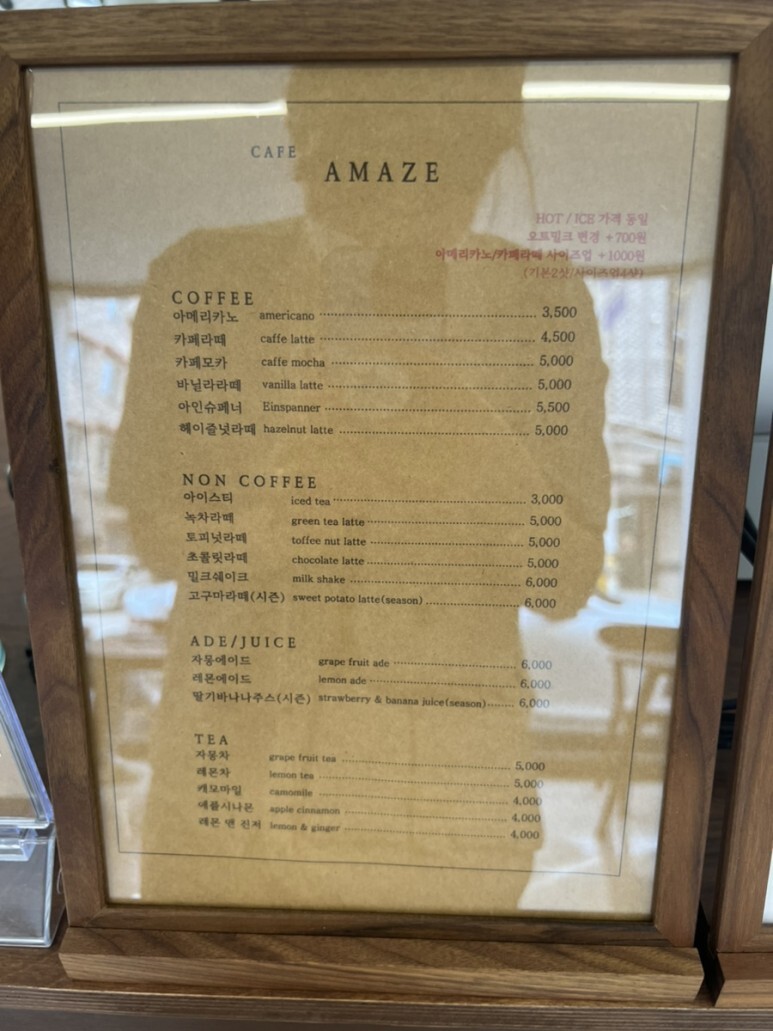 CAFE
AMAZE
HOT / ICE 가격 동일
오트밀크 변경 +700원
아메리카노/카페라떼 사이즈업 +1000원
(기본2샷/사이즈업4샷)
COFFEE
아메리카노 americano 3,500
카페라떼 caffe latte 4,500
카페모카 caffe mocha 5,000
바닐라라떼 vanilla latte 5,000
아인슈페너 Einspanner 5,500
헤이즐넛라떼 hazelnut latte 5,000
NON COFFEE
아이스티 iced tea 3,000
녹차라떼 green tea latte 5,000
토피넛라떼 toffee nut latte 5,000
초콜릿라떼 chocolate latte 5,000
밀크쉐이크 milk shake 6,000
고구마라떼(시즌) sweet potato latte(season) 6,000
ADE/JUICE
자몽에이드 grape fruit ade 6,000
레몬에이드 lemon ade 6,000
딸기바나나주스(시즌) strawberry & banana juice(season) 6,000
TEA
자몽차 grape fruit tea 5,000
레몬차 lemon tea 5,000
캐모마일 camomile 4,000
애플시나몬 apple cinnamon 4,000
레몬 앤 진저 lemon & ginger 4,000